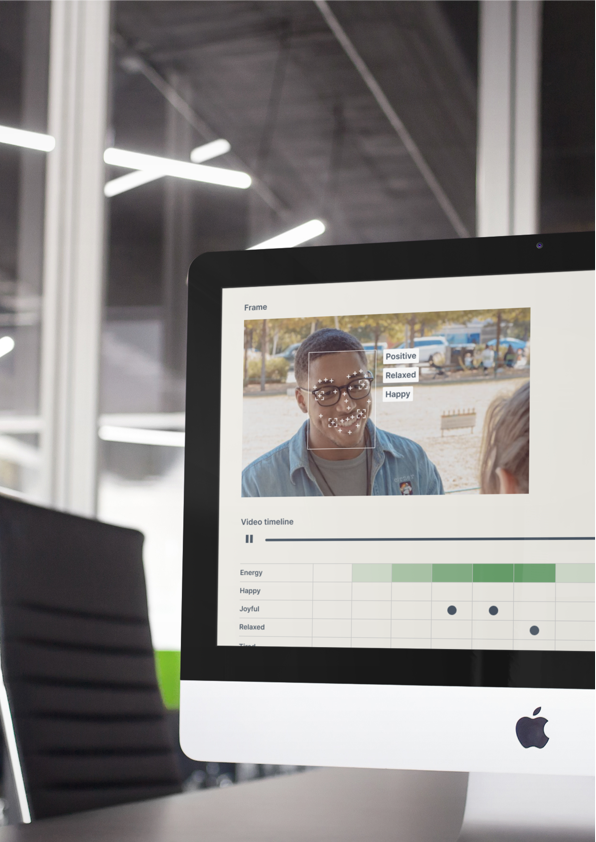 Frame
Positive
Relaxed
Happy
Video timeline
Energy
Happy
Joyful
Relaxed